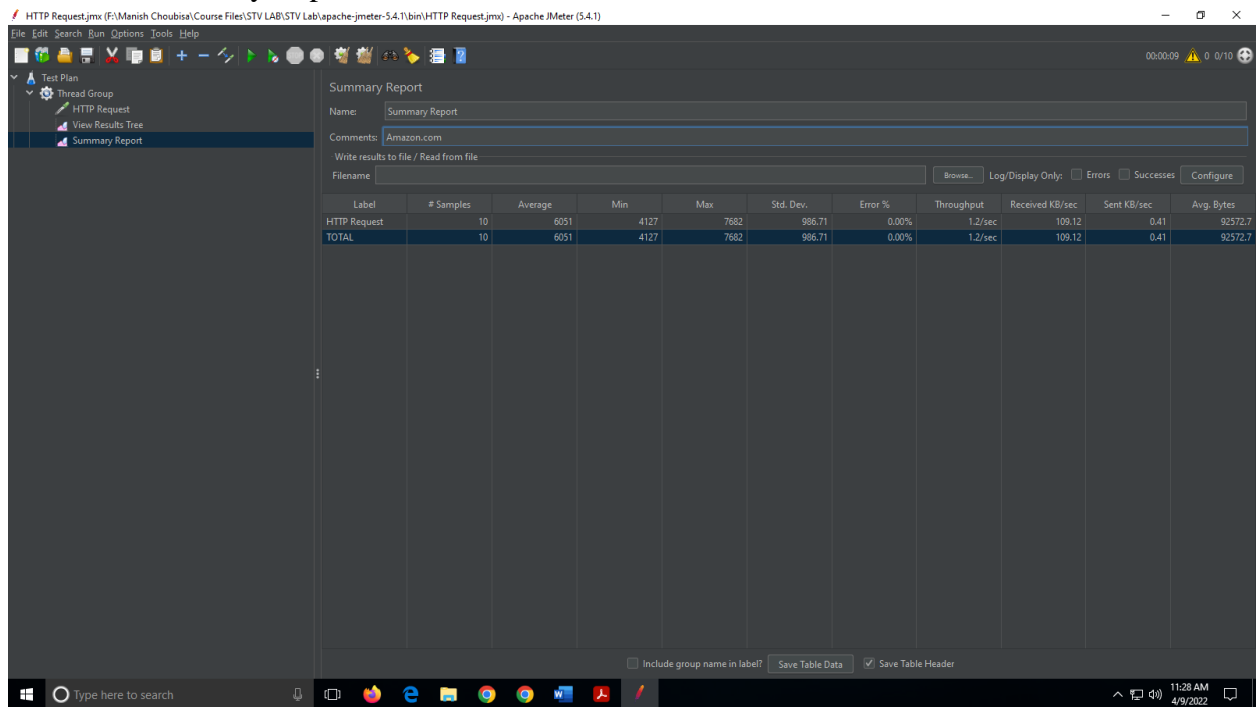 HTTP Request.jmx (F:\Manish Choubisa\Course Files\STV LAB\STV Lab\apache-jmeter-5.4.1\bin\HTTP Request.jmx) - Apache JMeter (5.4.1)
File Edit Search Run Options Tools Help
00:00:09 0 0/10
Test Plan
Thread Group
HTTP Request
View Results Tree
Summary Report
Summary Report
Name: Summary Report
Comments: Amazon.com
Write results to file / Read from file
Filename Browse... Log/Display Only: Errors Successes Configure
Label # Samples Average Min Max Std. Dev. Error % Throughput Received KB/sec Sent KB/sec Avg. Bytes
HTTP Request 10 6051 4127 7682 986.71 0.00% 1.2/sec 109.12 0.41 92572.7
TOTAL 10 6051 4127 7682 986.71 0.00% 1.2/sec 109.12 0.41 92572.7
Include group name in label? Save Table Data Save Table Header
Type here to search
11:28 AM
4/9/2022